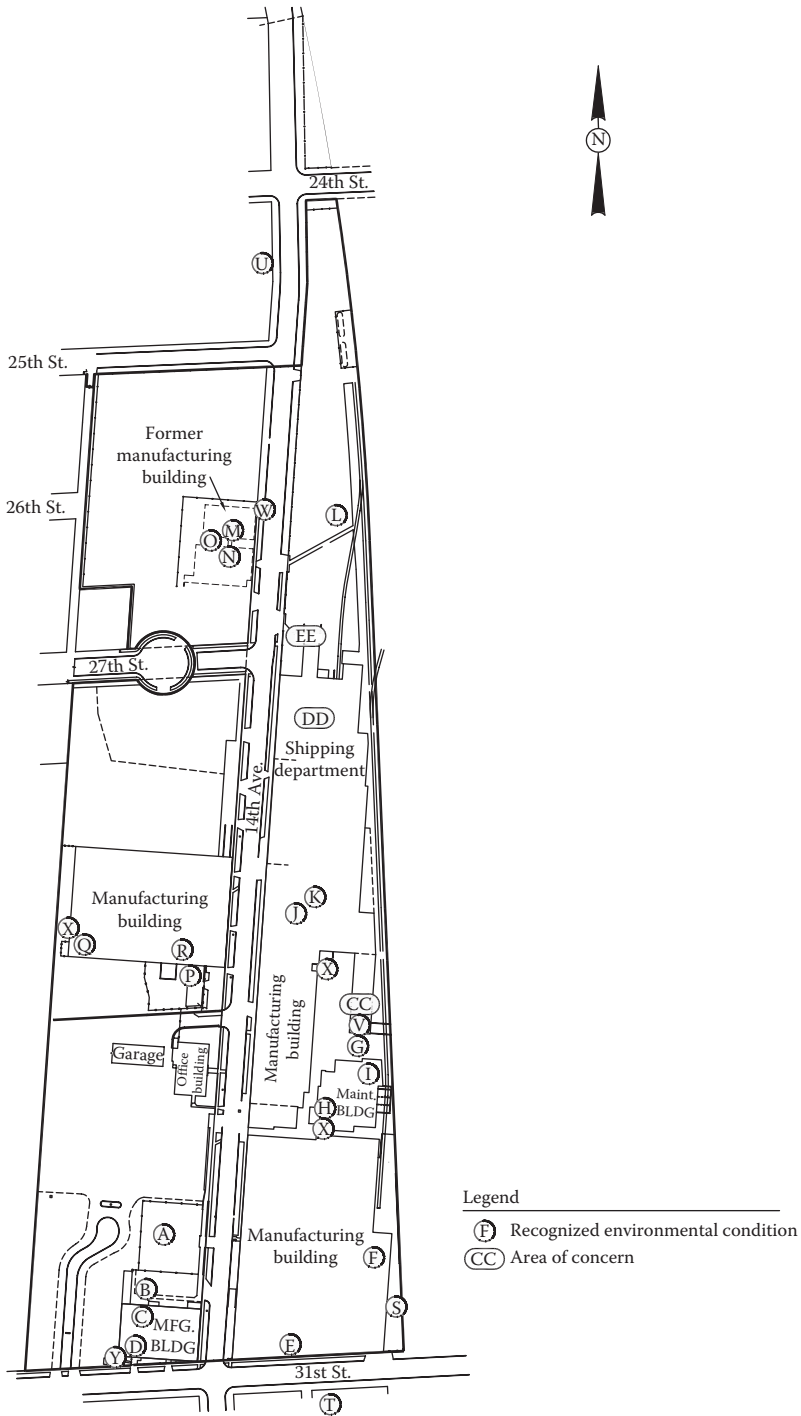 N
24th St.
U
25th St.
Former
manufacturing
building
26th St.
W
L
M
O
N
EE
27th St.
DD
Shipping
department
14th Ave.
K
J
Manufacturing
building
X
Q
R
P
X
Manufacturing
building
CC
V
G
Garage
Office
building
I
Maint.
BLDG
H
X
A
Manufacturing
building
F
B
S
C
MFG.
BLDG
D
Y
E
31st St.
T
Legend
F Recognized environmental condition
CC Area of concern